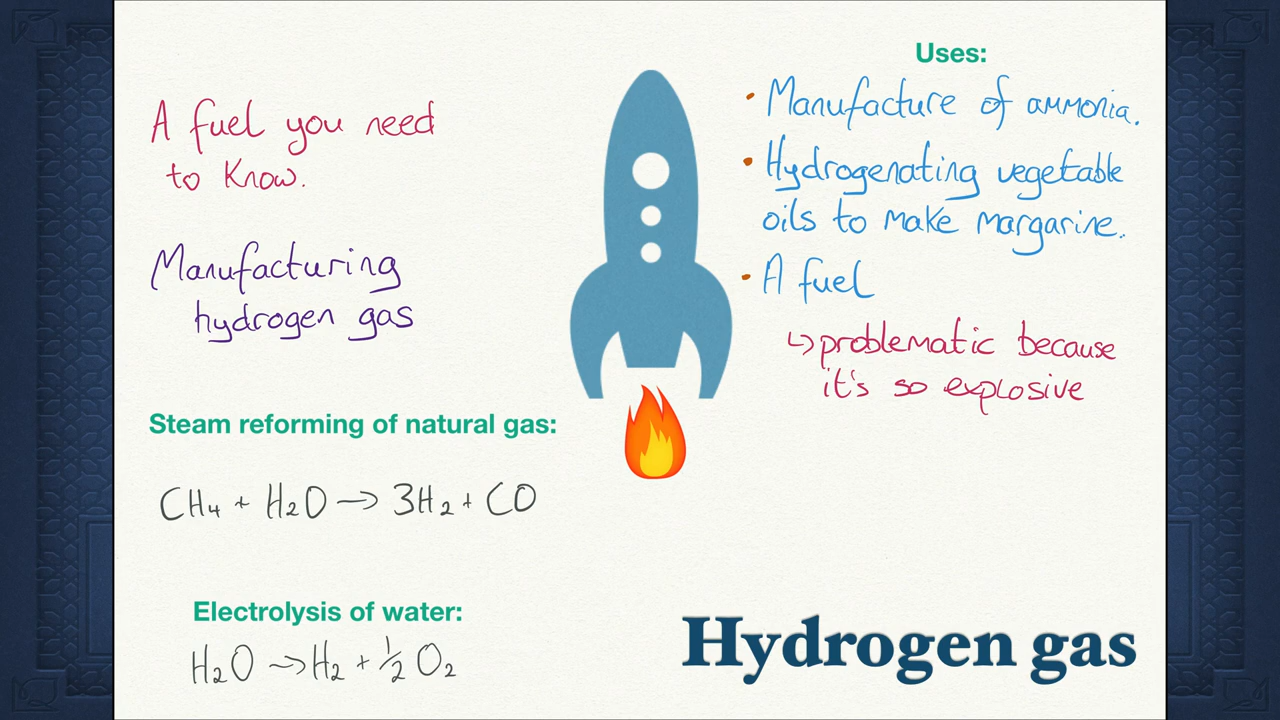 A fuel you need
to know.
Manufacturing
hydrogen gas
Steam reforming of natural gas:
CH₄ + H₂O → 3H₂ + CO
Electrolysis of water:
H₂O → H₂ + ½ O₂
Uses:
• Manufacture of ammonia.
• Hydrogenating vegetable
oils to make margarine.
• A fuel
↳ problematic because
it's so explosive
Hydrogen gas